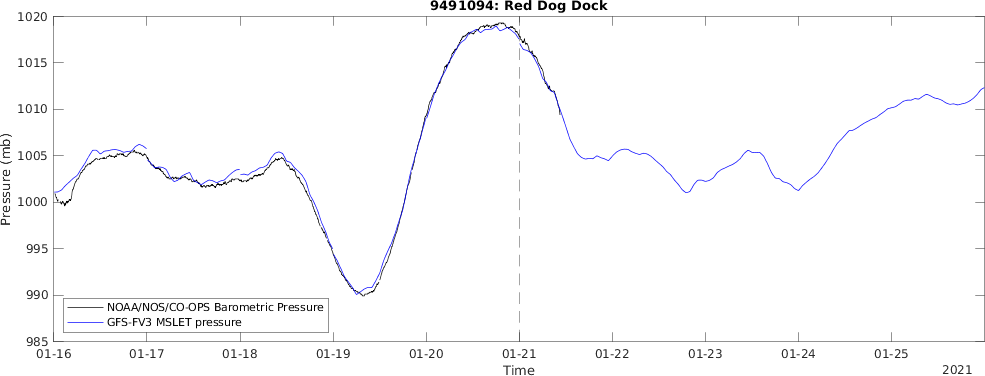 9491094: Red Dog Dock
1020
1015
1010
1005
1000
995
990
985
Pressure (mb)
NOAA/NOS/CO-OPS Barometric Pressure
GFS-FV3 MSLET pressure
01-16 01-17 01-18 01-19 01-20 01-21 01-22 01-23 01-24 01-25
Time
2021